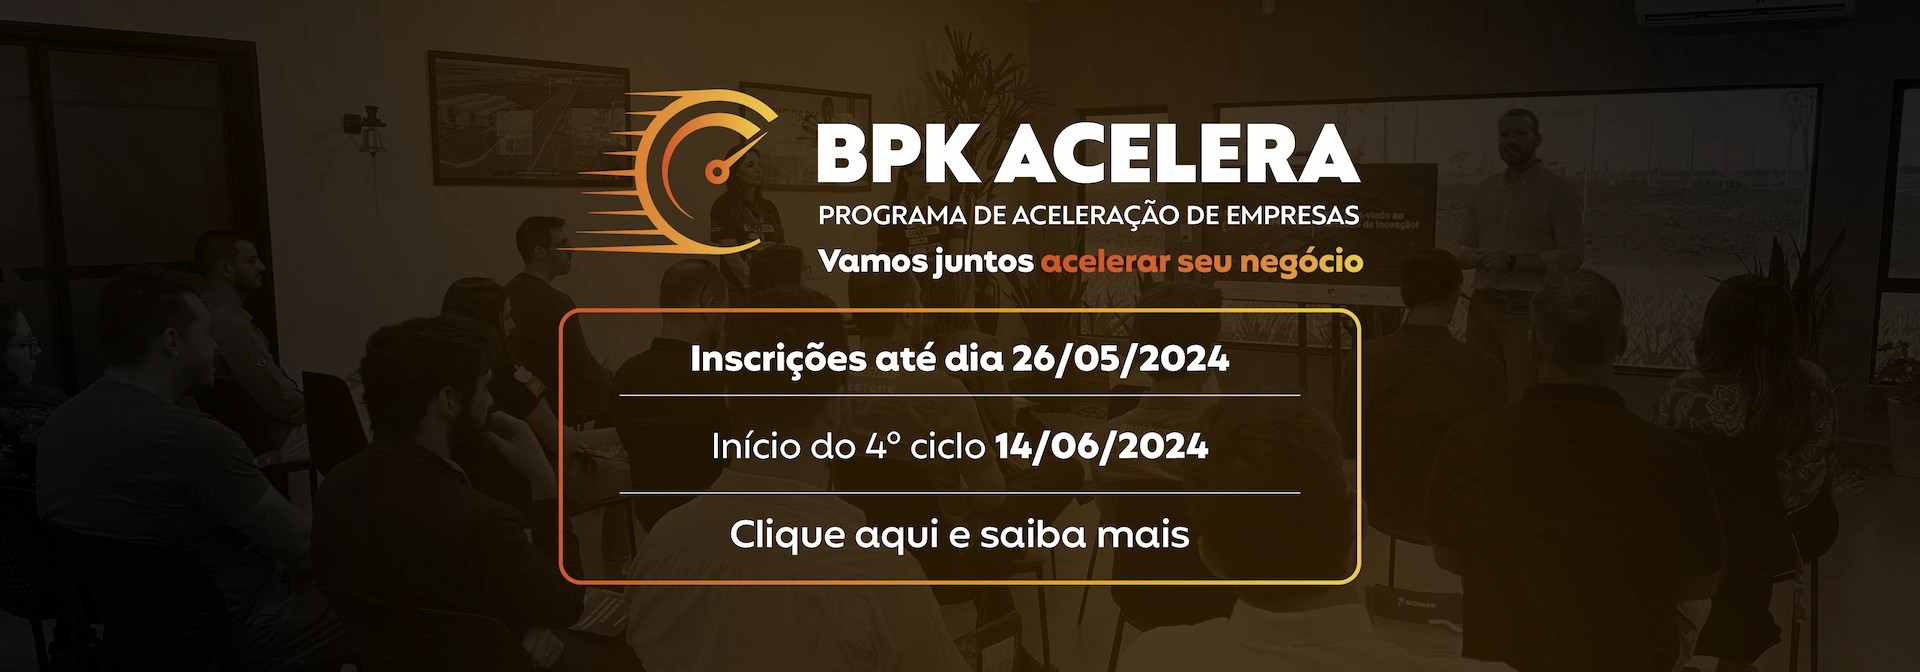 BPK ACELERA
PROGRAMA DE ACELERAÇÃO DE EMPRESAS
Vamos juntos acelerar seu negócio
Inscrições até dia 26/05/2024
Início do 4º ciclo 14/06/2024
Clique aqui e saiba mais